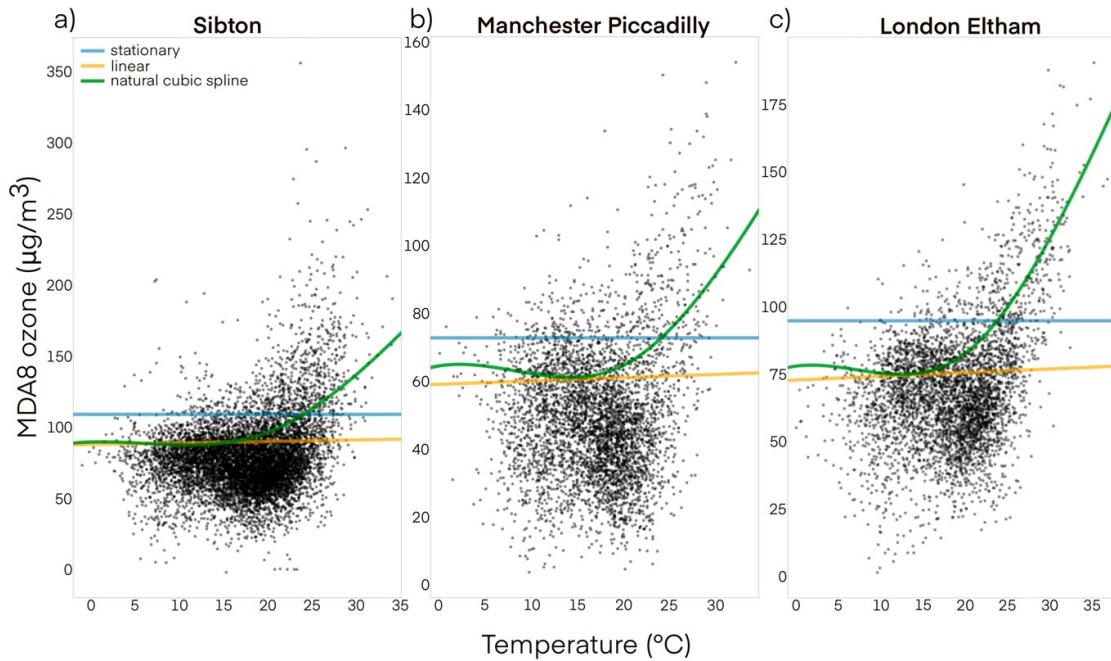 a)
Sibton
b)
Manchester Piccadilly
c)
London Eltham
stationary
linear
natural cubic spline
MDA8 ozone (µg/m³)
350
300
250
200
150
100
50
0
0 5 10 15 20 25 30 35
160
140
120
100
80
60
40
20
0
0 5 10 15 20 25 30
175
150
125
100
75
50
25
0
0 5 10 15 20 25 30 35
Temperature (°C)